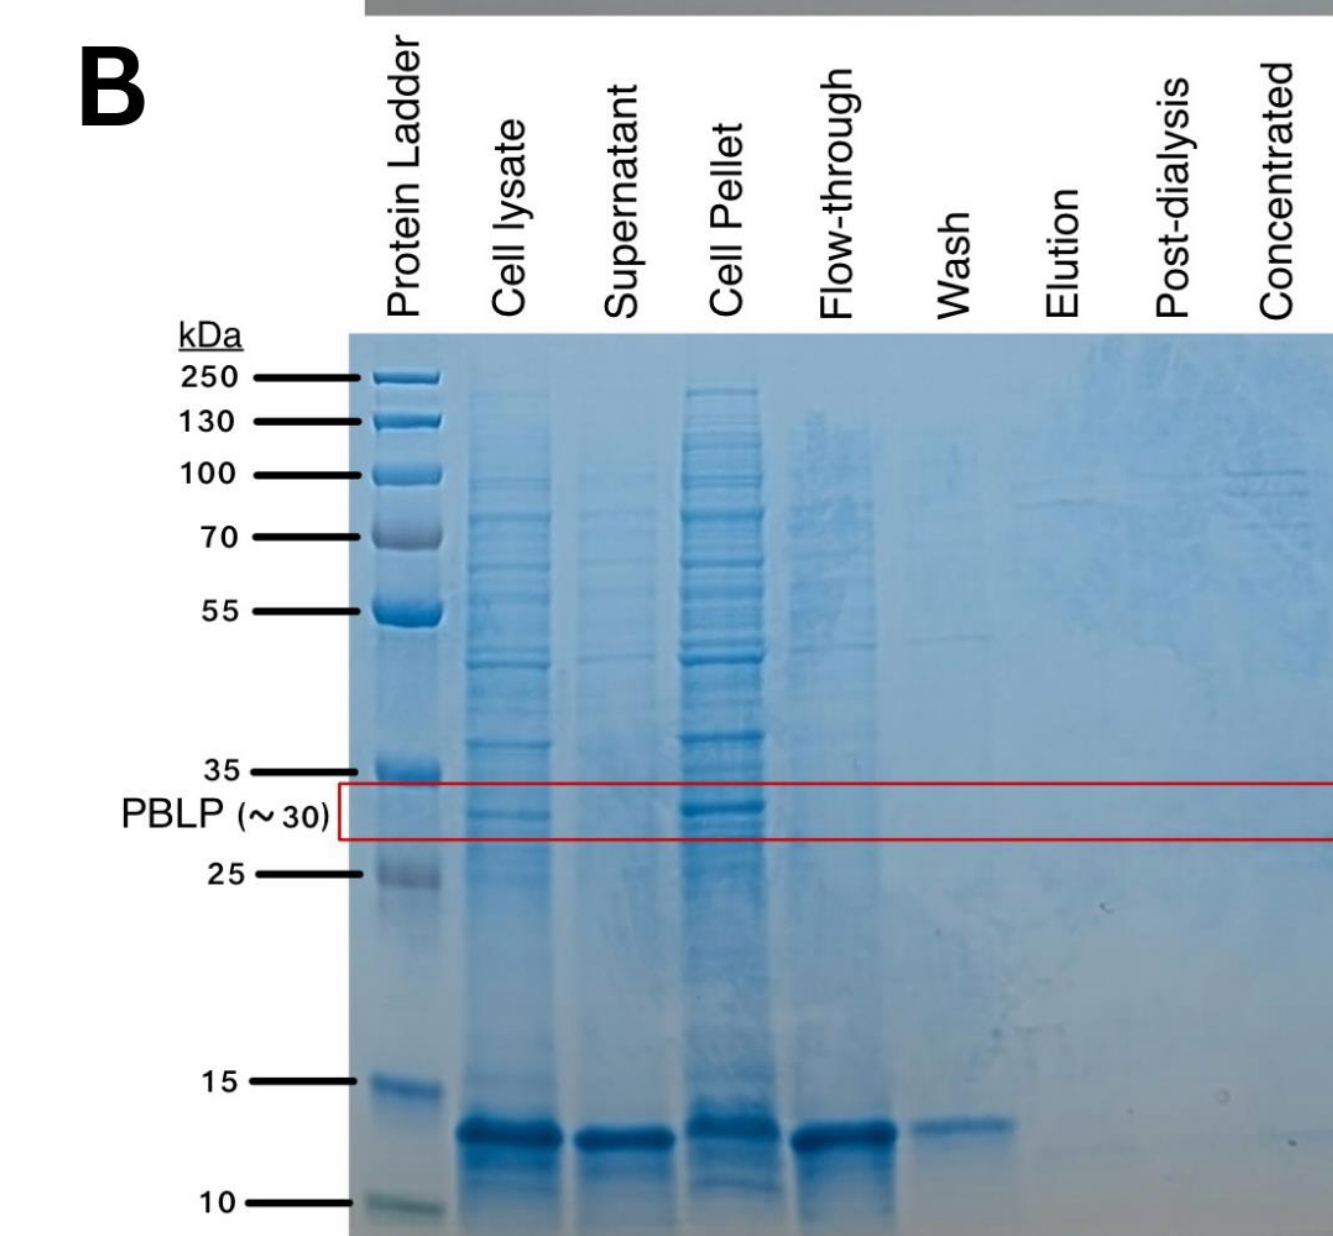 B
Protein Ladder
Cell lysate
Supernatant
Cell Pellet
Flow-through
Wash
Elution
Post-dialysis
Concentrated
kDa
250
130
100
70
55
35
PBLP (~ 30)
25
15
10